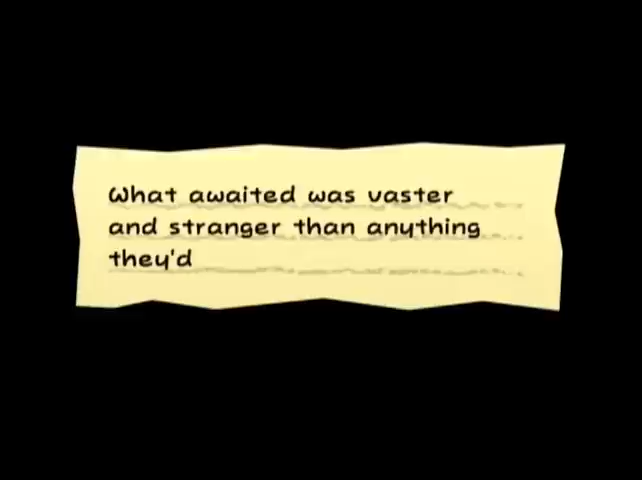 What awaited was vaster
and stranger than anything
they'd